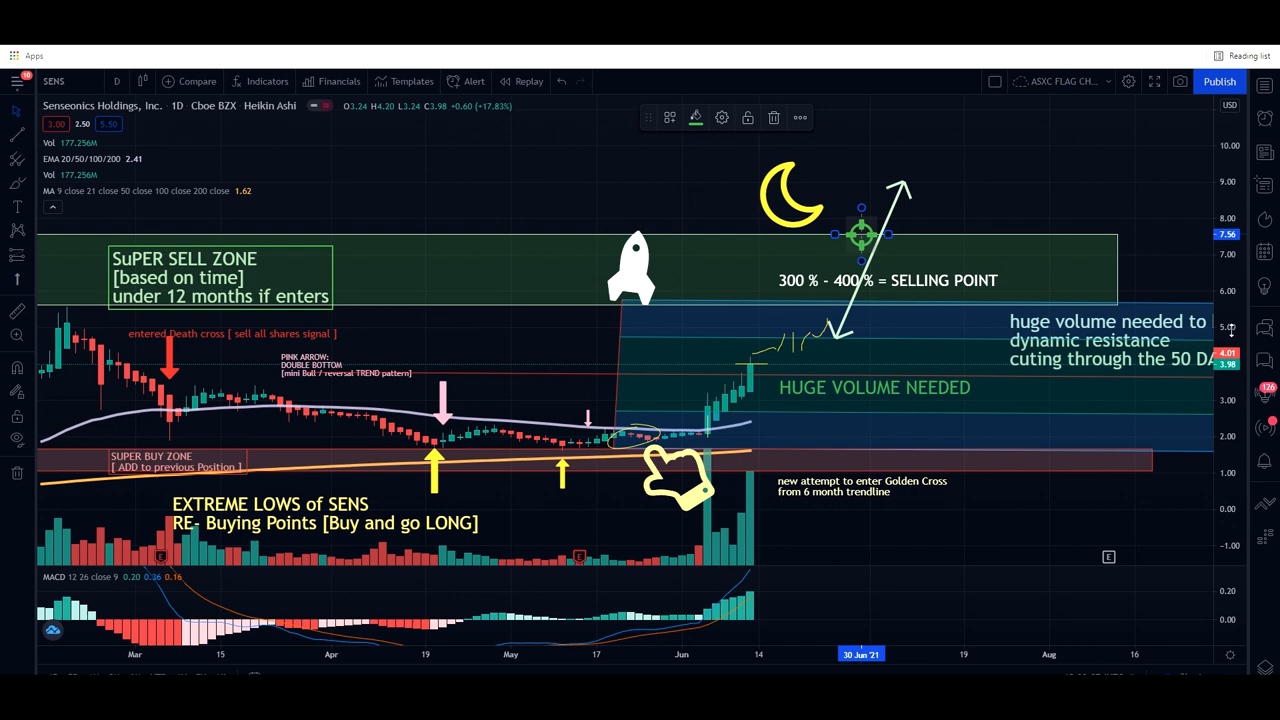 Apps
Reading list
10
SENS
D
Compare
Indicators
Financials
Templates
Alert
Replay
ASXC FLAG CH...
Publish
Senseonics Holdings, Inc. · 1D · Cboe BZX · Heikin Ashi
O3.24 H4.20 L3.24 C3.98 +0.60 (+17.83%)
USD
3.00 2.50 5.50
Vol 177.256M
EMA 20/50/100/200 2.41
Vol 177.256M
MA 9 close 21 close 50 close 100 close 200 close 1.62
10.00
9.00
8.00
7.56
7.00
6.00
5.0
4.01
3.98
3.00
2.00
1.00
0.00
−1.00
SuPER SELL ZONE
[based on time]
under 12 months if enters
300 % - 400 % = SELLING POINT
entered Death cross [ sell all shares signal ]
huge volume needed to
dynamic resistance
cuting through the 50 DA
PINK ARROW:
DOUBLE BOTTOM
[mini Bull / reversal TREND pattern]
HUGE VOLUME NEEDED
126
SUPER BUY ZONE
[ ADD to previous Position ]
new attempt to enter Golden Cross
from 6 month trendline
EXTREME LOWS of SENS
RE- Buying Points [Buy and go LONG]
E
E
E
MACD 12 26 close 9 0.20 0.36 0.16
0.20
0.00
Mar
15
Apr
19
May
17
Jun
14
30 Jun '21
19
Aug
16